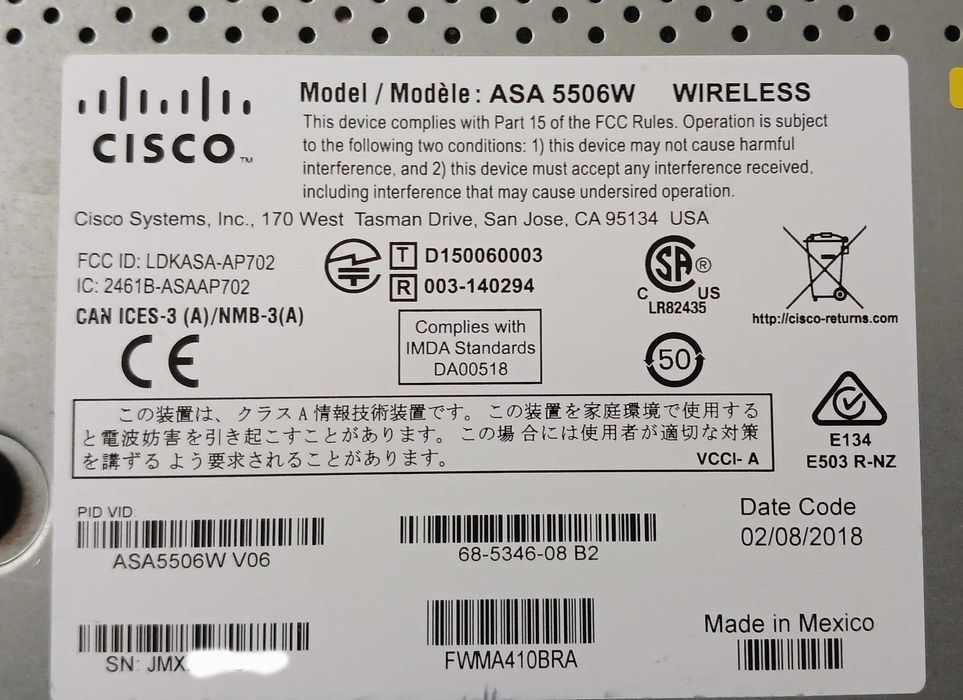 CISCO™
Model / Modèle: ASA 5506W WIRELESS
This device complies with Part 15 of the FCC Rules. Operation is subject
to the following two conditions: 1) this device may not cause harmful
interference, and 2) this device must accept any interference received,
including interference that may cause undersired operation.
Cisco Systems, Inc., 170 West Tasman Drive, San Jose, CA 95134 USA
FCC ID: LDKASA-AP702
IC: 2461B-ASAAP702
CAN ICES-3 (A)/NMB-3(A)
T D150060003
R 003-140294
SA ®
C US
LR82435
http://cisco-returns.com
CE
Complies with
IMDA Standards
DA00518
50
この装置は、クラスA情報技術装置です。この装置を家庭環境で使用する
と電波妨害を引き起こすことがあります。この場合には使用者が適切な対策
を講ずるよう要求されることがあります。 VCCI- A
E134
E503 R-NZ
PID VID
ASA5506W V06
68-5346-08 B2
Date Code
02/08/2018
SN: JMX
FWMA410BRA
Made in Mexico